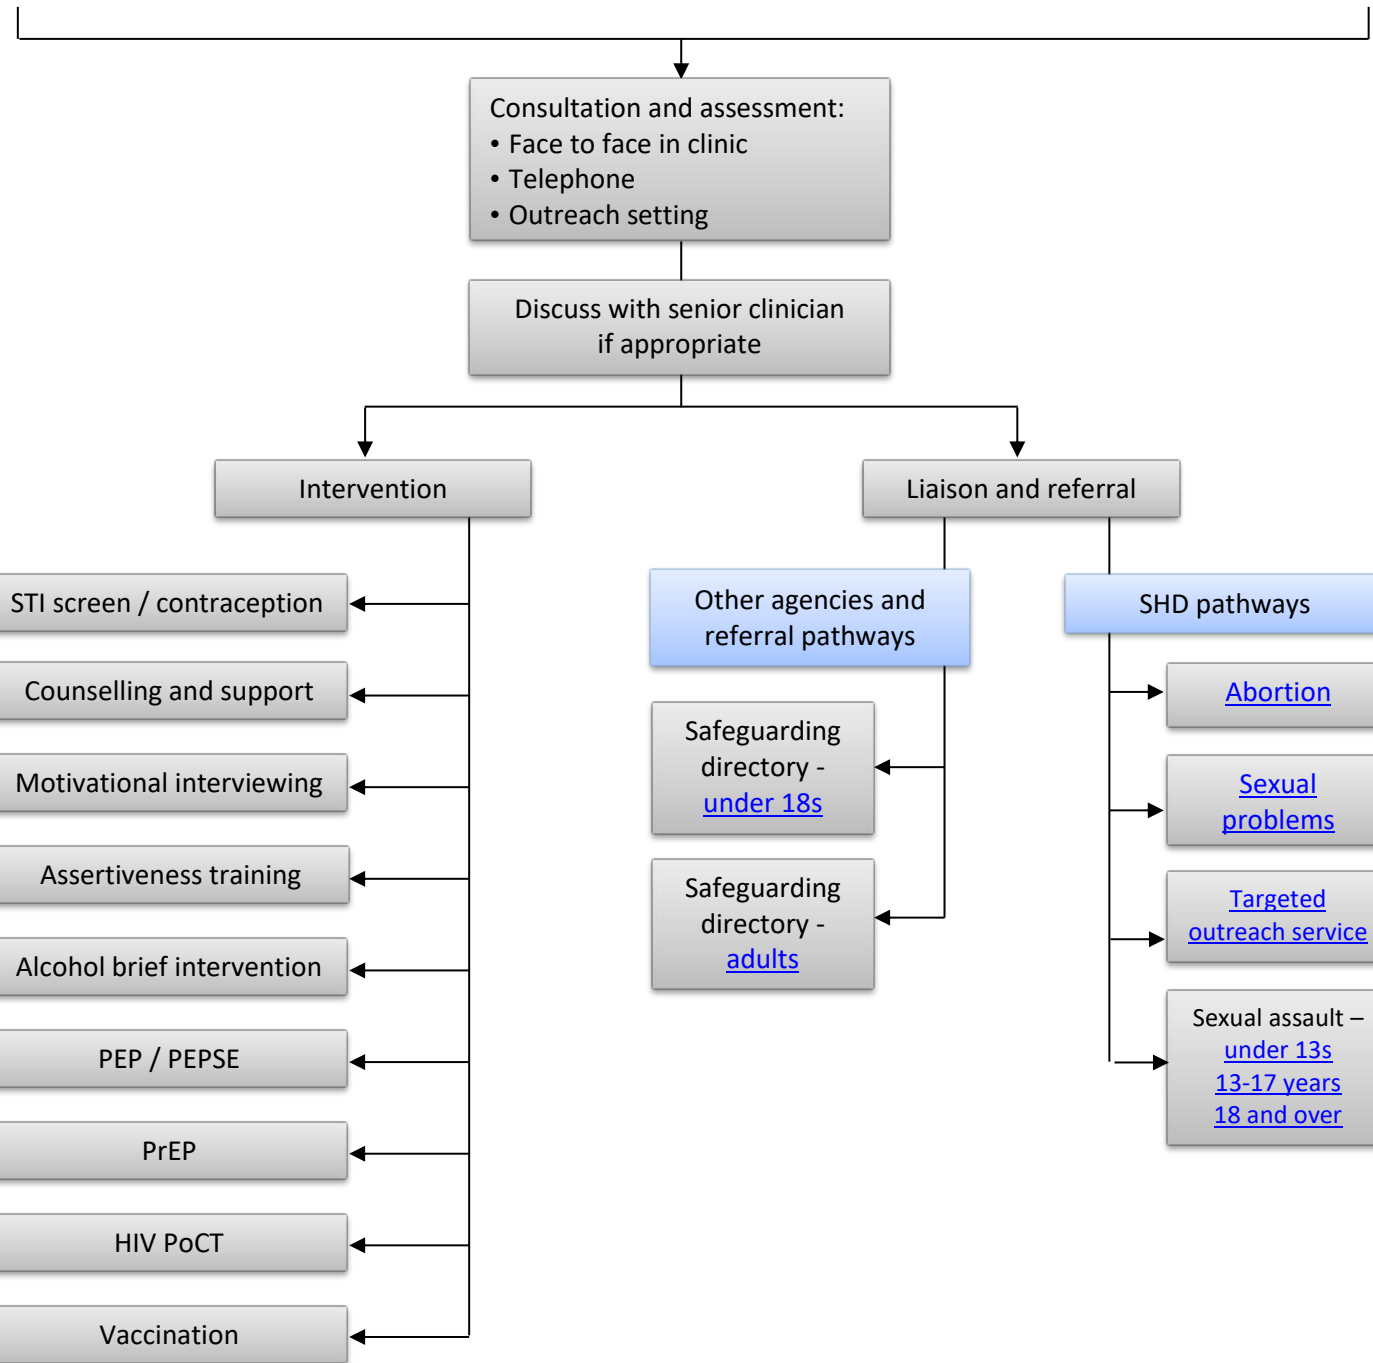 Consultation and assessment:
• Face to face in clinic
• Telephone
• Outreach setting
Discuss with senior clinician
if appropriate
Intervention
Liaison and referral
STI screen / contraception
Counselling and support
Motivational interviewing
Assertiveness training
Alcohol brief intervention
PEP / PEPSE
PrEP
HIV PoCT
Vaccination
Other agencies and
referral pathways
Safeguarding
directory -
under 18s
Safeguarding
directory -
adults
SHD pathways
Abortion
Sexual
problems
Targeted
outreach service
Sexual assault –
under 13s
13-17 years
18 and over